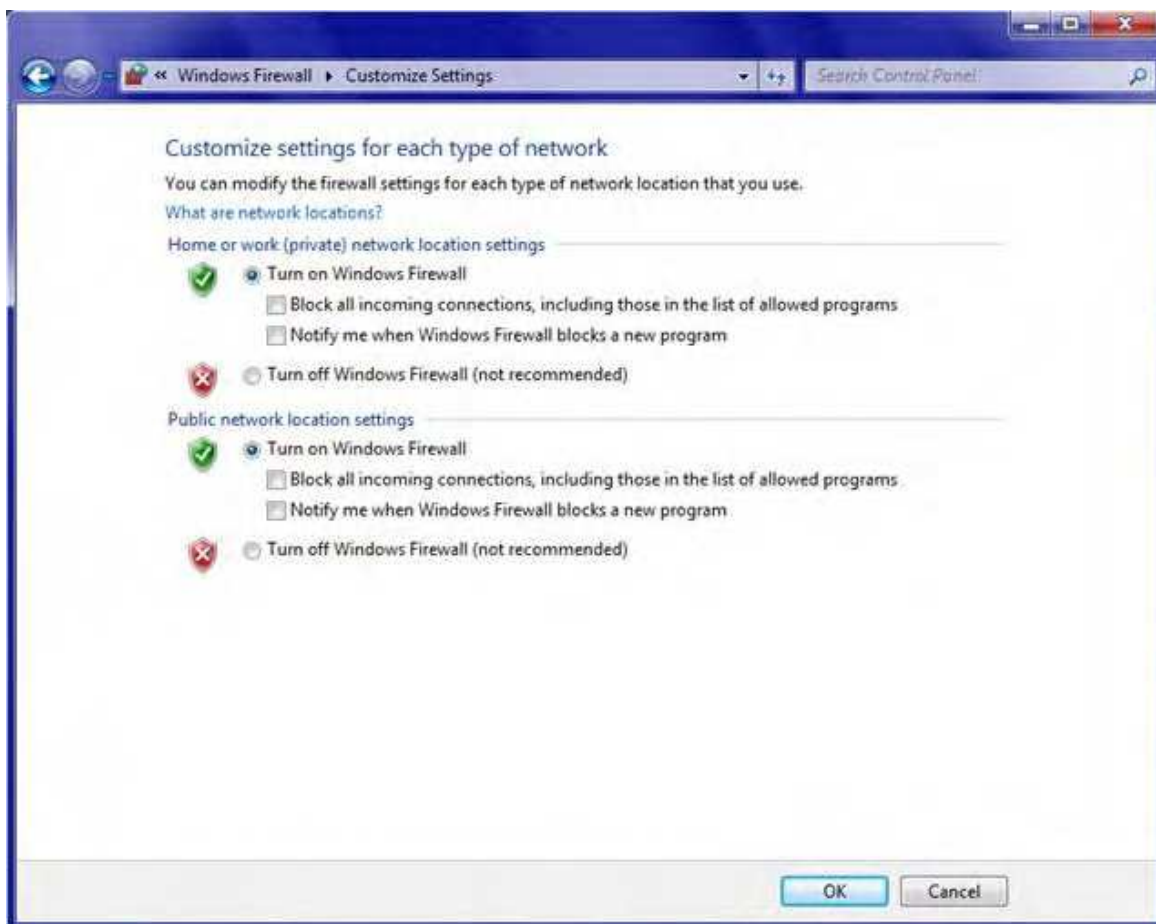 « Windows Firewall ▸ Customize Settings
Search Control Panel
Customize settings for each type of network
You can modify the firewall settings for each type of network location that you use.
What are network locations?
Home or work (private) network location settings
Turn on Windows Firewall
Block all incoming connections, including those in the list of allowed programs
Notify me when Windows Firewall blocks a new program
Turn off Windows Firewall (not recommended)
Public network location settings
Turn on Windows Firewall
Block all incoming connections, including those in the list of allowed programs
Notify me when Windows Firewall blocks a new program
Turn off Windows Firewall (not recommended)
OK Cancel